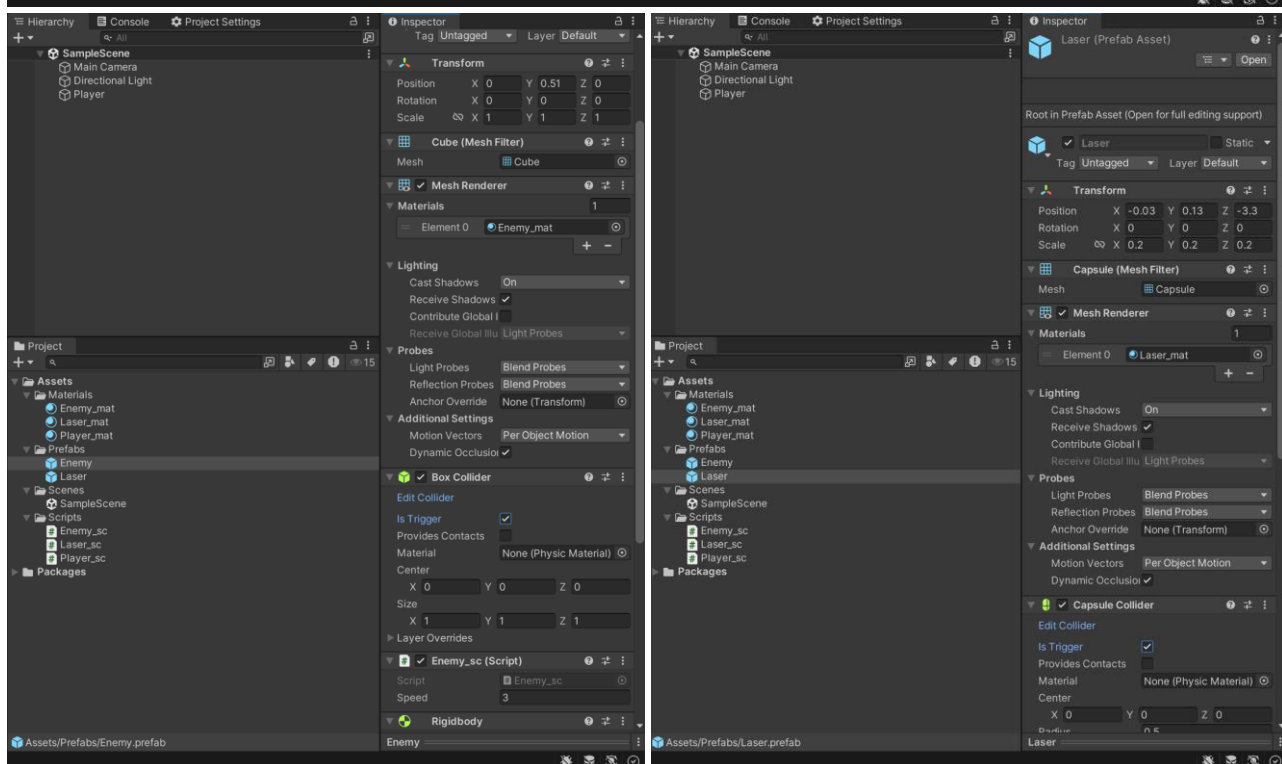 Hierarchy Console Project Settings
All
SampleScene
Main Camera
Directional Light
Player
Project
15
Assets
Materials
Enemy_mat
Laser_mat
Player_mat
Prefabs
Enemy
Laser
Scenes
SampleScene
Scripts
Enemy_sc
Laser_sc
Player_sc
Packages
Assets/Prefabs/Enemy.prefab
Inspector
Tag Untagged Layer Default
Transform
Position X 0 Y 0.51 Z 0
Rotation X 0 Y 0 Z 0
Scale X 1 Y 1 Z 1
Cube (Mesh Filter)
Mesh Cube
Mesh Renderer
Materials 1
Element 0 Enemy_mat
+ −
Lighting
Cast Shadows On
Receive Shadows
Contribute Global I
Receive Global Illu Light Probes
Probes
Light Probes Blend Probes
Reflection Probes Blend Probes
Anchor Override None (Transform)
Additional Settings
Motion Vectors Per Object Motion
Dynamic Occlusion
Box Collider
Edit Collider
Is Trigger
Provides Contacts
Material None (Physic Material)
Center
X 0 Y 0 Z 0
Size
X 1 Y 1 Z 1
Layer Overrides
# Enemy_sc (Script)
Script Enemy_sc
Speed 3
Rigidbody
Enemy
Hierarchy Console Project Settings
All
SampleScene
Main Camera
Directional Light
Player
Project
15
Assets
Materials
Enemy_mat
Laser_mat
Player_mat
Prefabs
Enemy
Laser
Scenes
SampleScene
Scripts
Enemy_sc
Laser_sc
Player_sc
Packages
Assets/Prefabs/Laser.prefab
Inspector
Laser (Prefab Asset)
Open
Root in Prefab Asset (Open for full editing support)
Laser Static
Tag Untagged Layer Default
Transform
Position X -0.03 Y 0.13 Z -3.3
Rotation X 0 Y 0 Z 0
Scale X 0.2 Y 0.2 Z 0.2
Capsule (Mesh Filter)
Mesh Capsule
Mesh Renderer
Materials 1
Element 0 Laser_mat
+ −
Lighting
Cast Shadows On
Receive Shadows
Contribute Global I
Receive Global Illu Light Probes
Probes
Light Probes Blend Probes
Reflection Probes Blend Probes
Anchor Override None (Transform)
Additional Settings
Motion Vectors Per Object Motion
Dynamic Occlusion
Capsule Collider
Edit Collider
Is Trigger
Provides Contacts
Material None (Physic Material)
Center
X 0 Y 0 Z 0
Radius 0.5
Laser